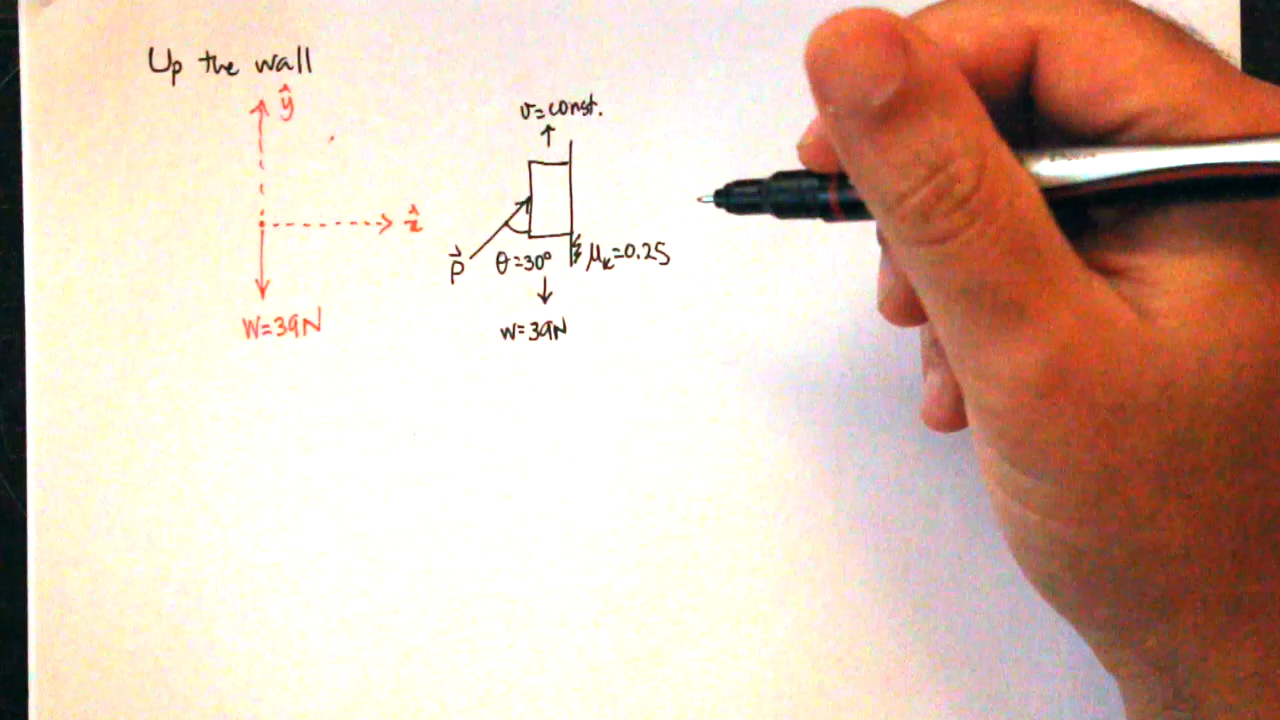 Up the wall
ŷ
x̂
W=39N
v=const.
P⃗
θ=30°
μₖ=0.25
w=39N